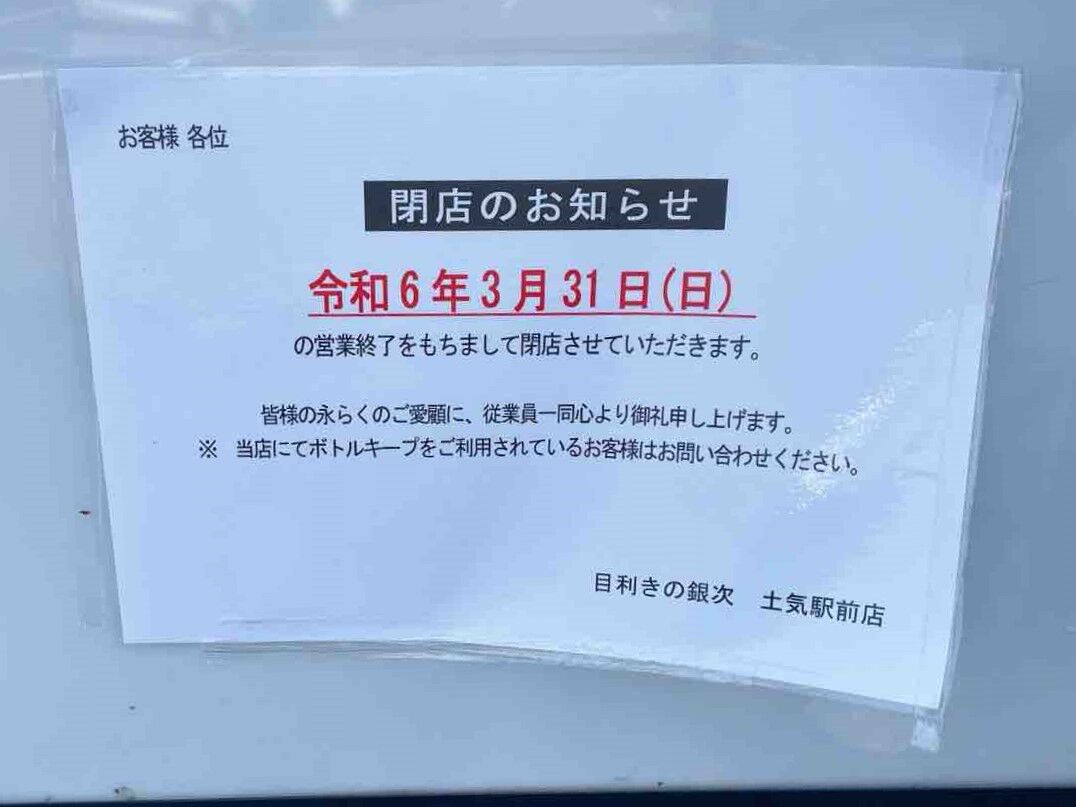 お客様 各位
閉店のお知らせ
令和6年3月31日(日)
の営業終了をもちまして閉店させていただきます。
皆様の永らくのご愛顧に、従業員一同心より御礼申し上げます。
※ 当店にてボトルキープをご利用されているお客様はお問い合わせください。
目利きの銀次 土気駅前店